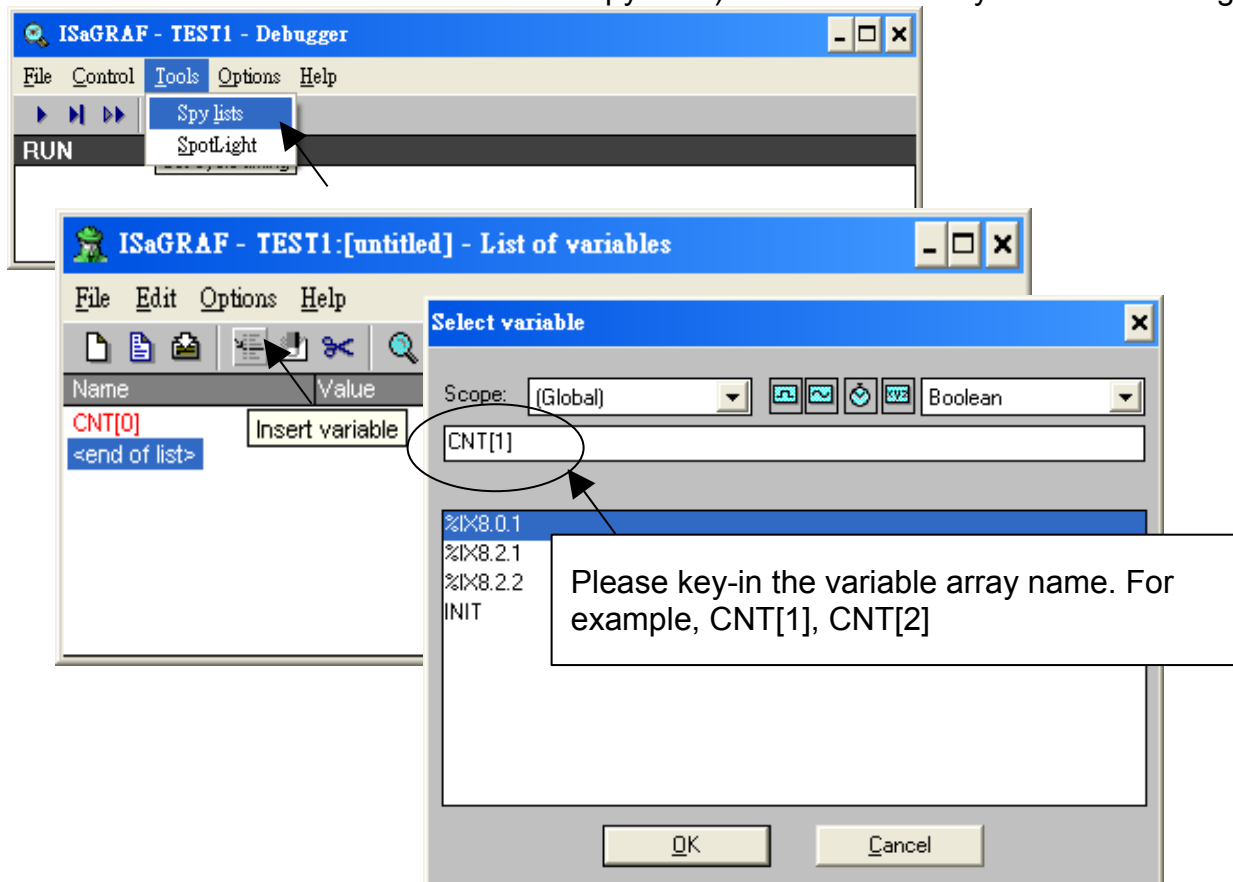 ISaGRAF - TEST1 - Debugger
File Control Tools Options Help
Spy lists
SpotLight
RUN
ISaGRAF - TEST1:[untitled] - List of variables
File Edit Options Help
Name Value
CNT[0]
<end of list>
Insert variable
Select variable
Scope: (Global) Boolean
CNT[1]
%IX8.0.1
%IX8.2.1
%IX8.2.2
INIT
Please key-in the variable array name. For
example, CNT[1], CNT[2]
OK Cancel